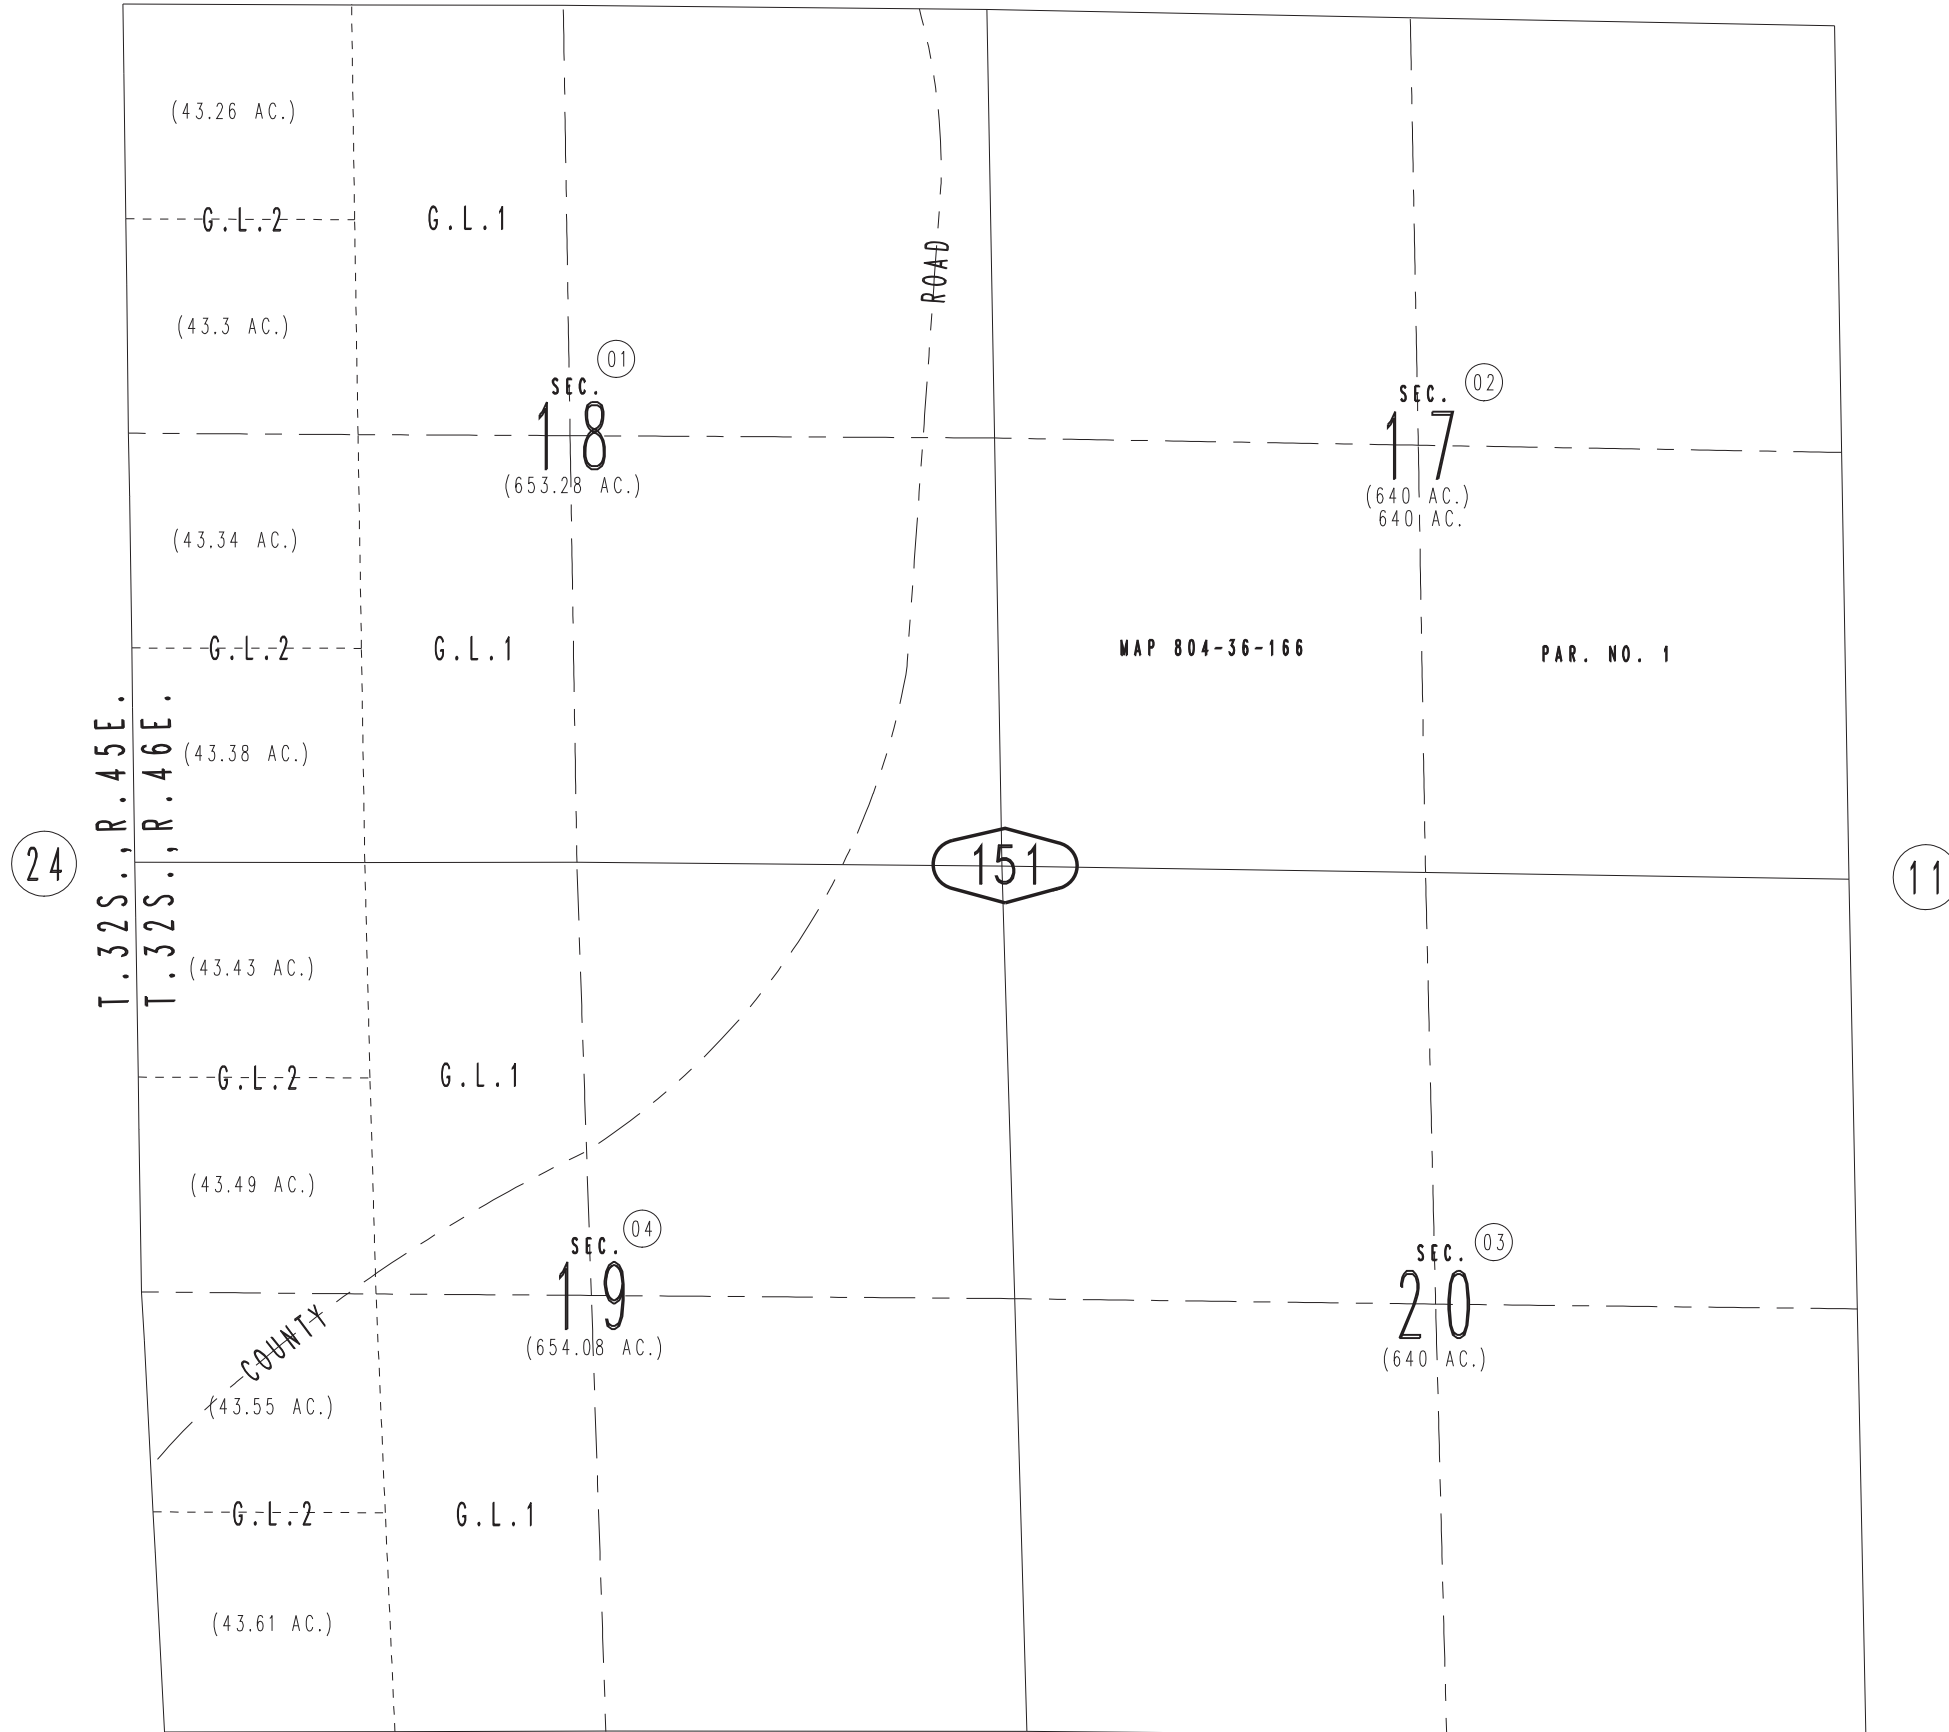 (43.26 AC.)
G.L.2
G.L.1
ROAD
(43.3 AC.)
01
SEC.
18
(653.28 AC.)
02
SEC.
17
(640 AC.)
640 AC.
(43.34 AC.)
G.L.2
G.L.1
MAP 804-36-166
PAR. NO. 1
T.32S., R.45E.
T.32S., R.46E.
(43.38 AC.)
24
151
11
(43.43 AC.)
G.L.2
G.L.1
(43.49 AC.)
04
SEC.
19
(654.08 AC.)
03
SEC.
20
(640 AC.)
COUNTY
(43.55 AC.)
G.L.2
G.L.1
(43.61 AC.)